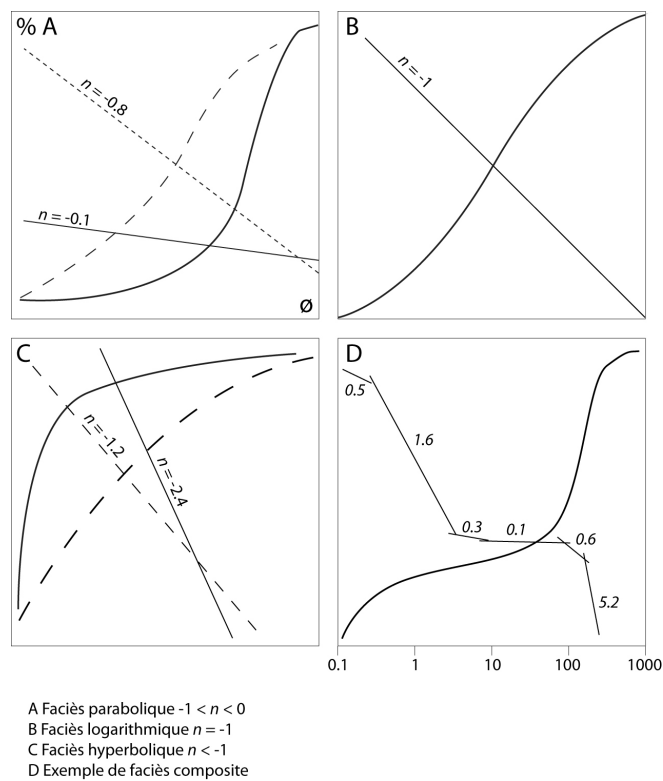 % A
n = -0.8
n = -0.1
Ø
B
n = -1
C
n = -1.2
n = -2.4
D
0.5
1.6
0.3
0.1
0.6
5.2
0.1 1 10 100 1000
A Faciès parabolique -1 < n < 0
B Faciès logarithmique n = -1
C Faciès hyperbolique n < -1
D Exemple de faciès composite